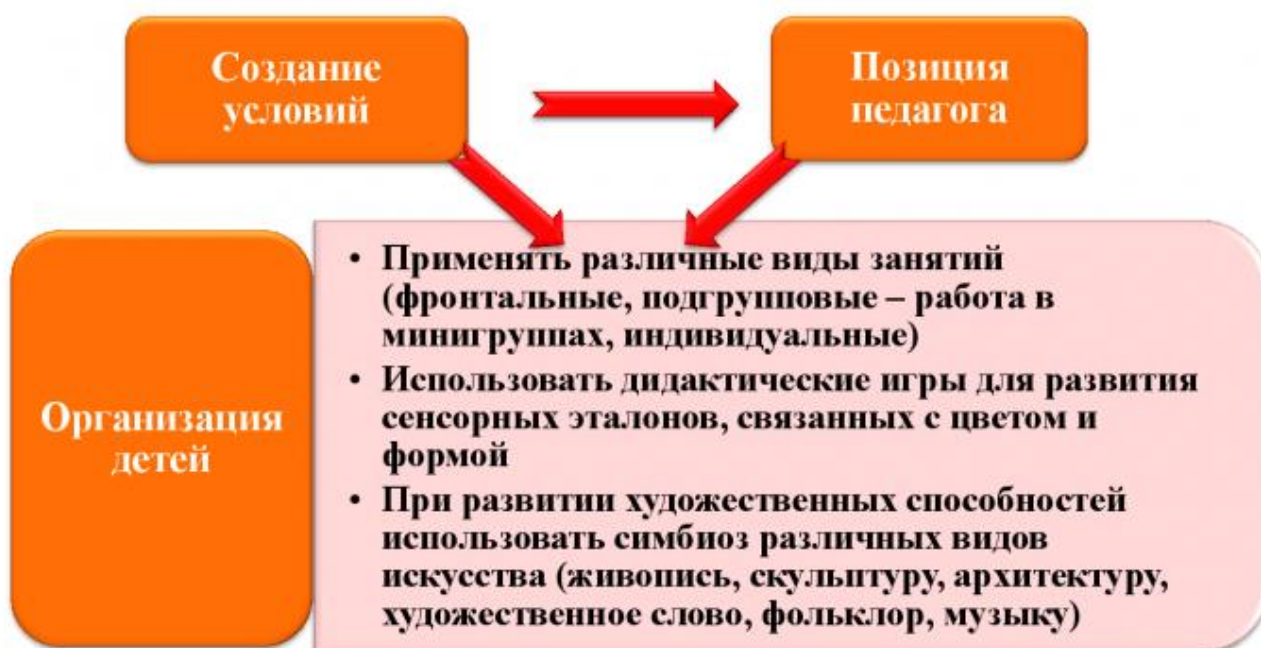 Создание
условий
Позиция
педагога
Организация
детей
• Применять различные виды занятий
(фронтальные, подгрупповые – работа в
минигруппах, индивидуальные)
• Использовать дидактические игры для развития
сенсорных эталонов, связанных с цветом и
формой
• При развитии художественных способностей
использовать симбиоз различных видов
искусства (живопись, скульптуру, архитектуру,
художественное слово, фольклор, музыку)